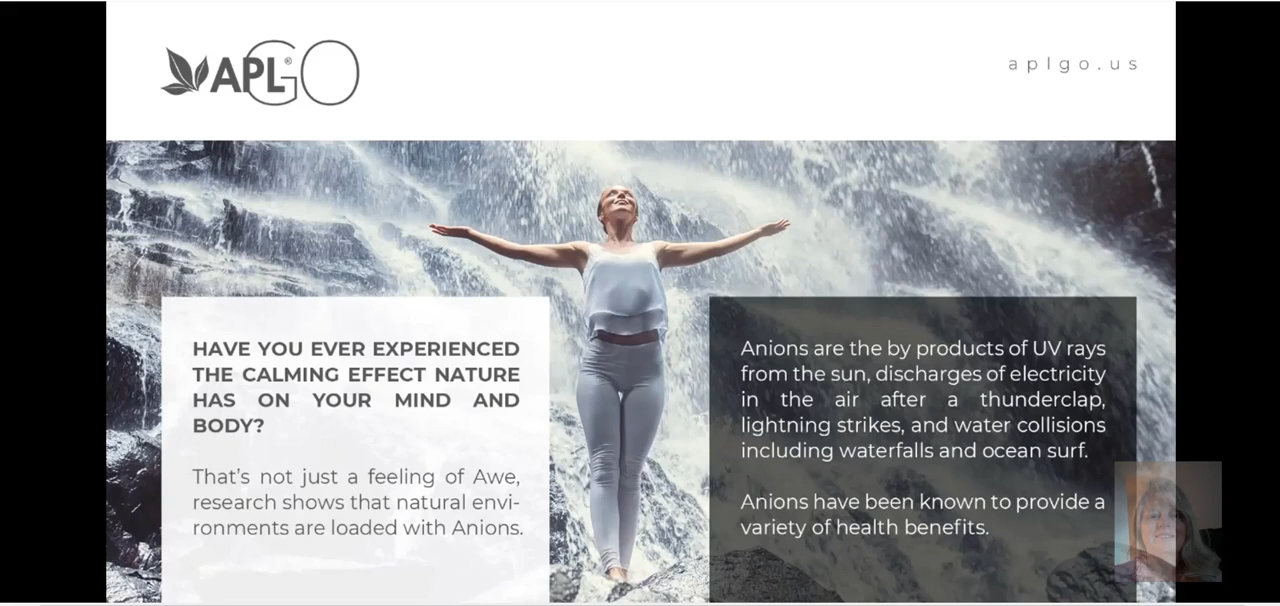 APL® GO
aplgo.us
HAVE YOU EVER EXPERIENCED
THE CALMING EFFECT NATURE
HAS ON YOUR MIND AND
BODY?
That's not just a feeling of Awe,
research shows that natural envi-
ronments are loaded with Anions.
Anions are the by products of UV rays
from the sun, discharges of electricity
in the air after a thunderclap,
lightning strikes, and water collisions
including waterfalls and ocean surf.
Anions have been known to provide a
variety of health benefits.